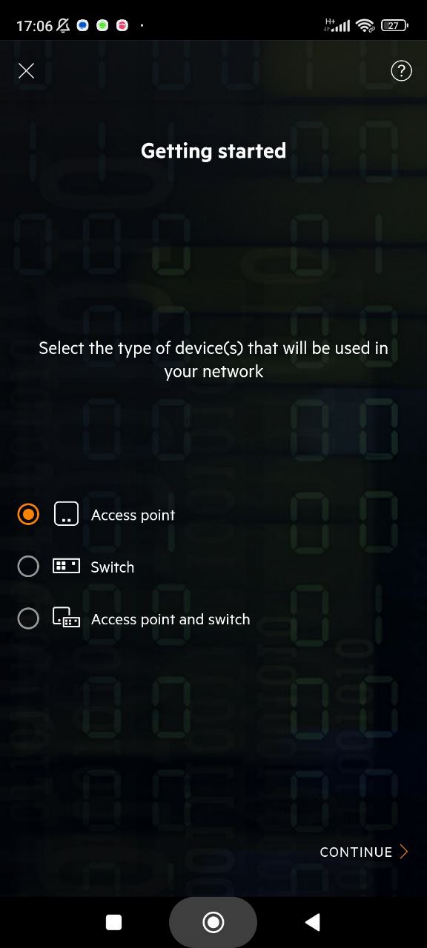 17:06
H+
27
?
Getting started
Select the type of device(s) that will be used in
your network
Access point
Switch
Access point and switch
CONTINUE